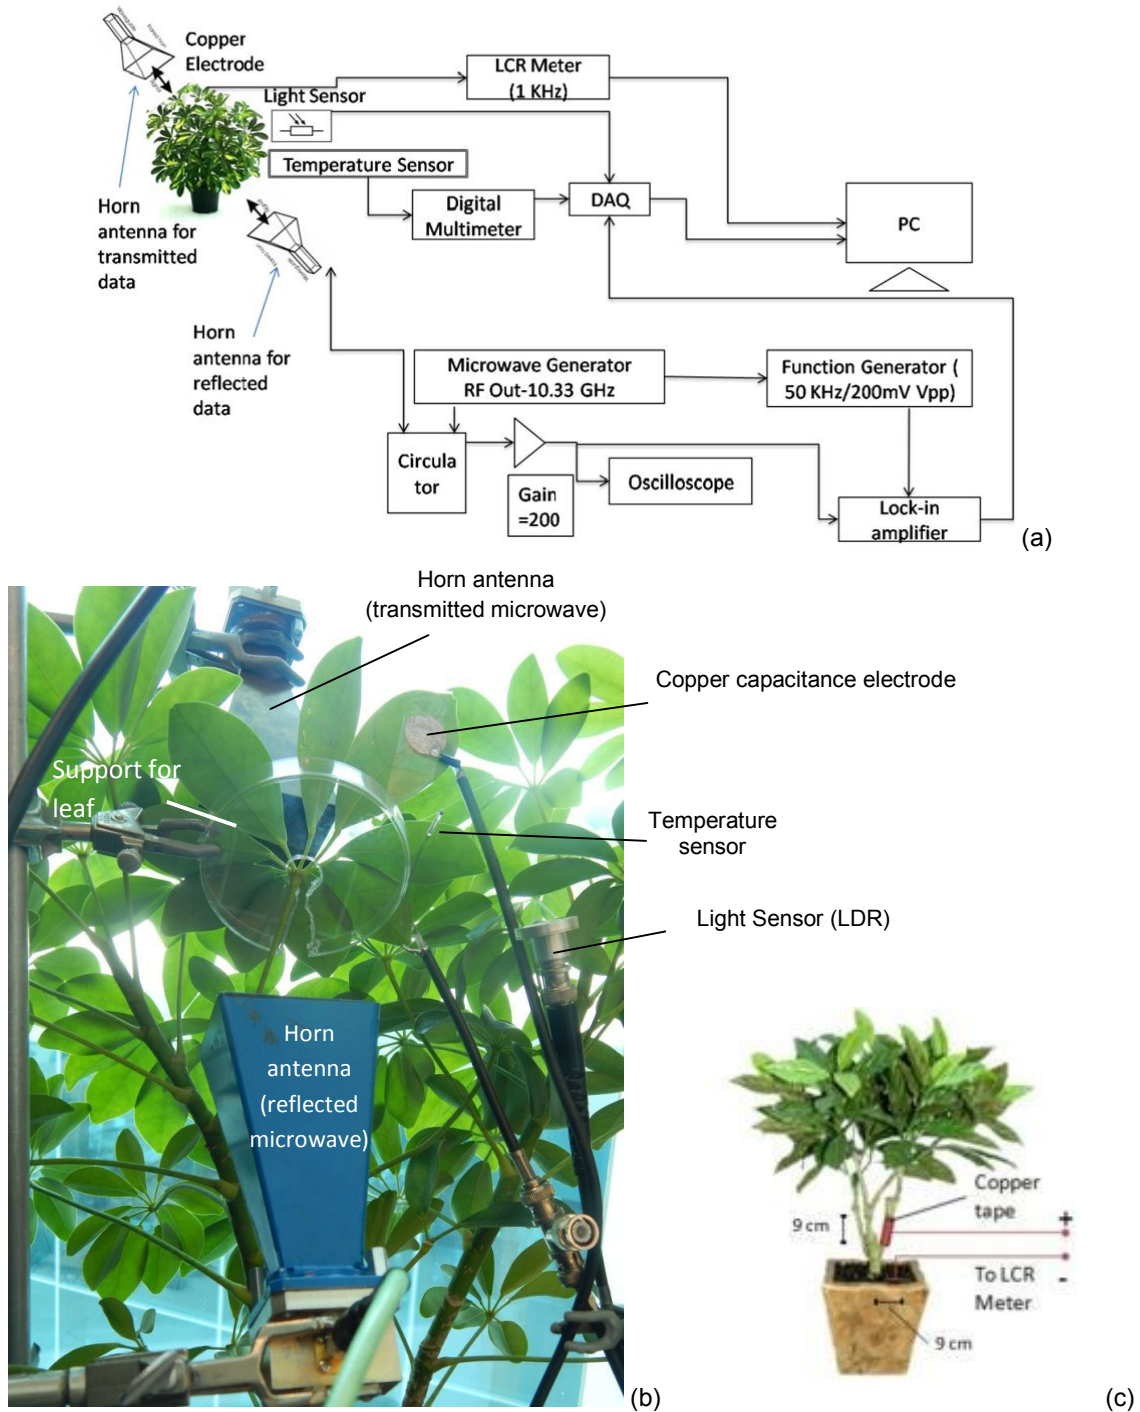 Copper
Electrode
Waveguide
LCR Meter
(1 KHz)
Light Sensor
Temperature Sensor
Digital
Multimeter
DAQ
PC
Horn
antenna for
transmitted
data
Waveguide
Horn
antenna for
reflected
data
Microwave Generator
RF Out-10.33 GHz
Function Generator (
50 KHz/200mV Vpp)
Circula
tor
Gain
=200
Oscilloscope
Lock-in
amplifier
(a)
Horn antenna
(transmitted microwave)
Copper capacitance electrode
Support for
leaf
Temperature
sensor
Light Sensor (LDR)
Horn
antenna
(reflected
microwave)
(b)
Copper
tape
9 cm
+
To LCR
Meter
-
9 cm
(c)